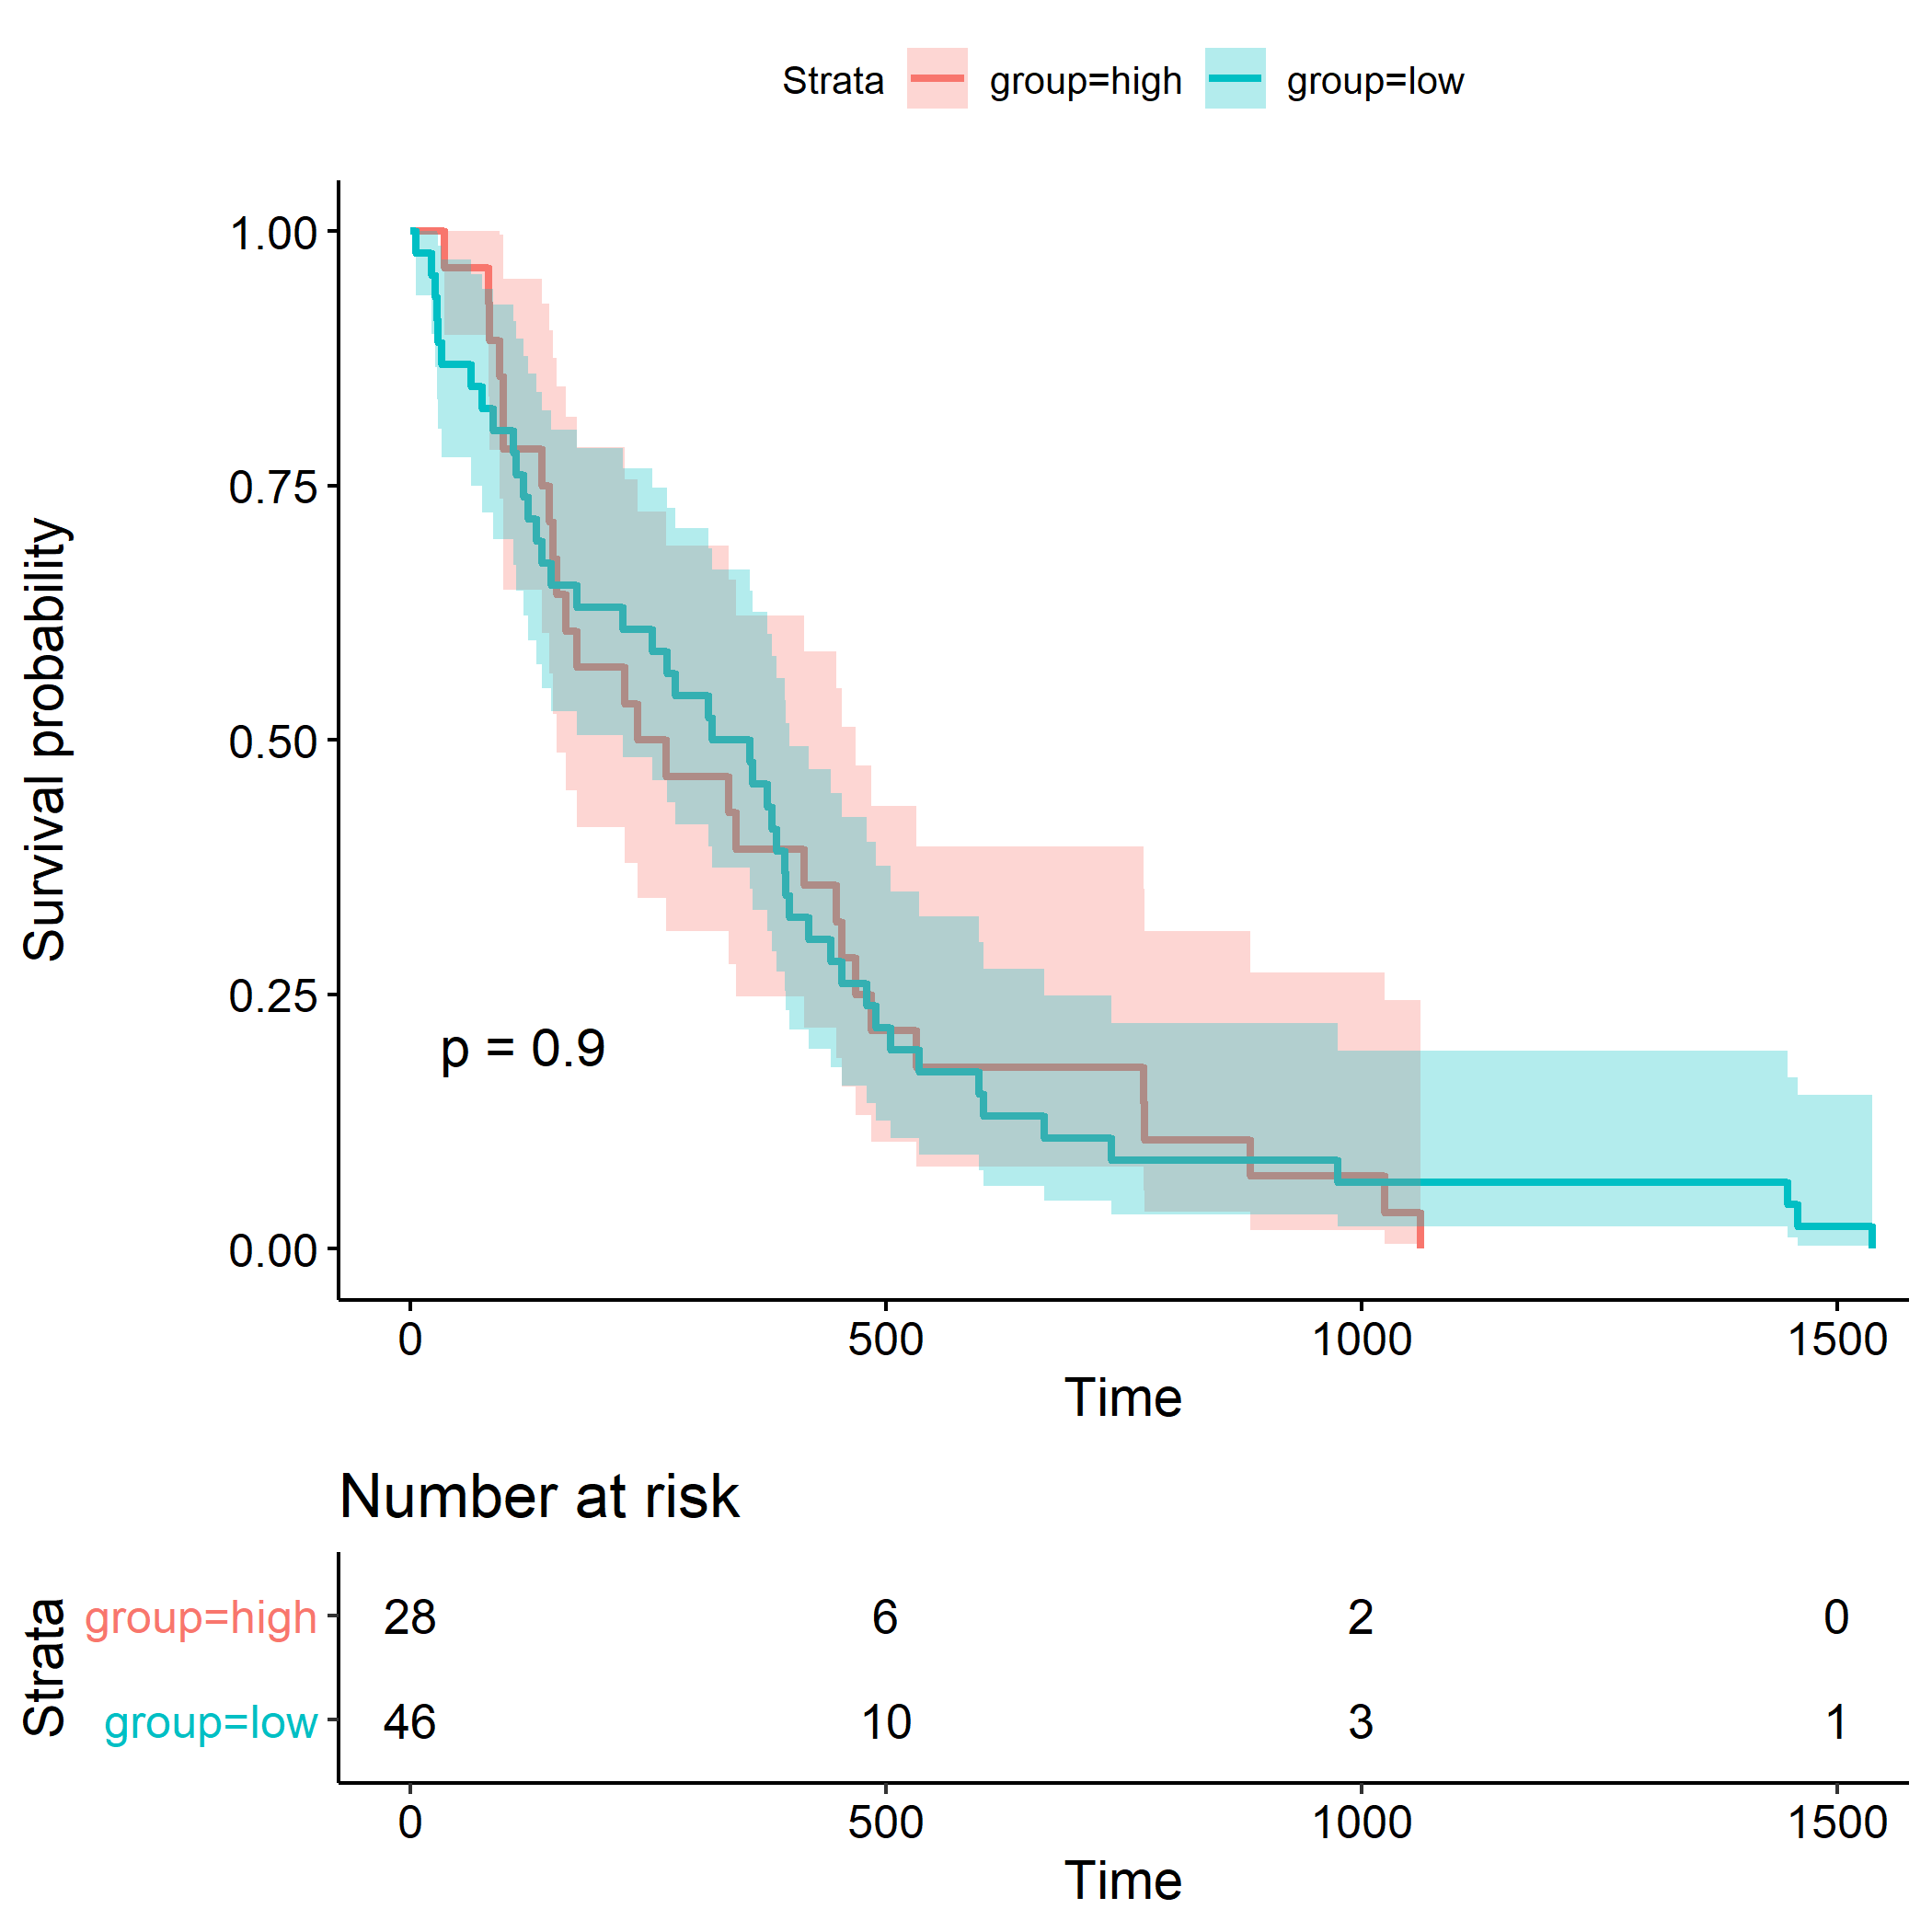 Strata group=high group=low
1.00
0.75
0.50
0.25
0.00
Survival probability
p = 0.9
0 500 1000 1500
Time
Number at risk
Strata
group=high 28 6 2 0
group=low 46 10 3 1
0 500 1000 1500
Time